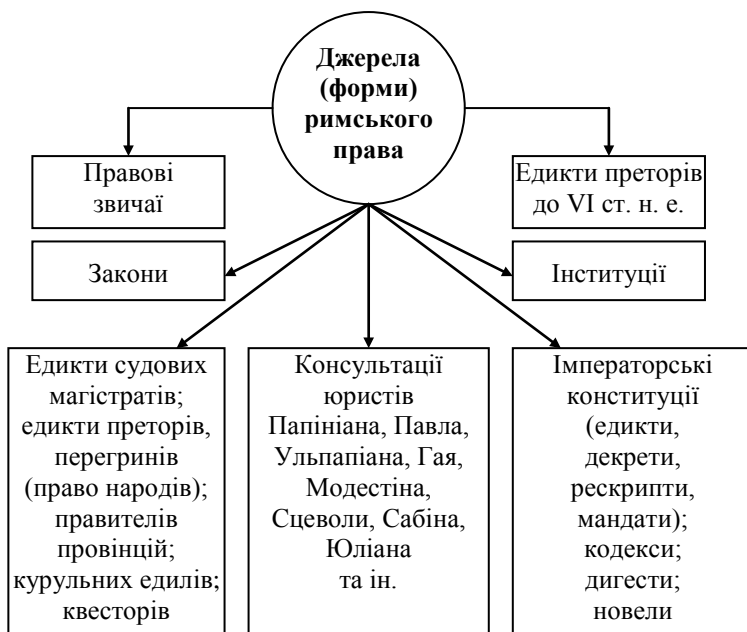 Джерела
(форми)
римського
права
Правові
звичаї
Едикти преторів
до VI ст. н. е.
Закони
Інституції
Едикти судових
магістратів;
едикти преторів,
перегринів
(право народів);
правителів
провінцій;
курульних едилів;
квесторів
Консультації
юристів
Папініана, Павла,
Ульпапіана, Гая,
Модестіна,
Сцеволи, Сабіна,
Юліана
та ін.
Імператорські
конституції
(едикти,
декрети,
рескрипти,
мандати);
кодекси;
дигести;
новели